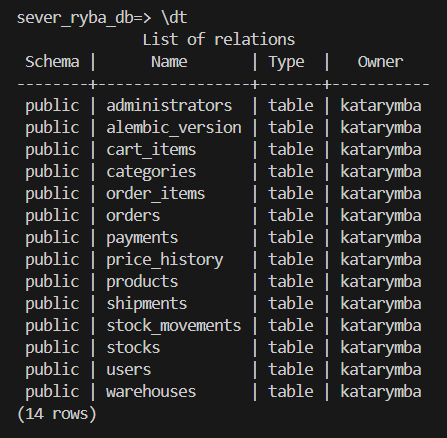 sever_ryba_db=> \dt
              List of relations
 Schema |      Name       | Type  |   Owner
--------+-----------------+-------+-----------
 public | administrators  | table | katarymba
 public | alembic_version | table | katarymba
 public | cart_items      | table | katarymba
 public | categories      | table | katarymba
 public | order_items     | table | katarymba
 public | orders          | table | katarymba
 public | payments        | table | katarymba
 public | price_history   | table | katarymba
 public | products        | table | katarymba
 public | shipments       | table | katarymba
 public | stock_movements | table | katarymba
 public | stocks          | table | katarymba
 public | users           | table | katarymba
 public | warehouses      | table | katarymba
(14 rows)